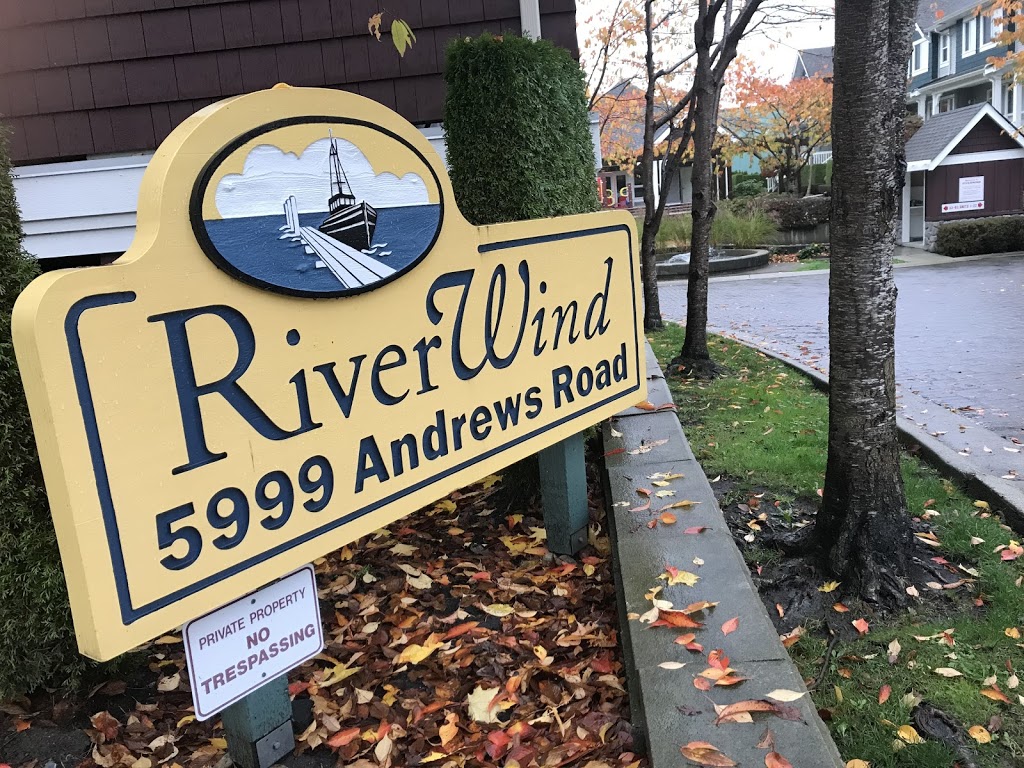 RiverWind
5999 Andrews Road
PRIVATE PROPERTY
NO
TRESPASSING